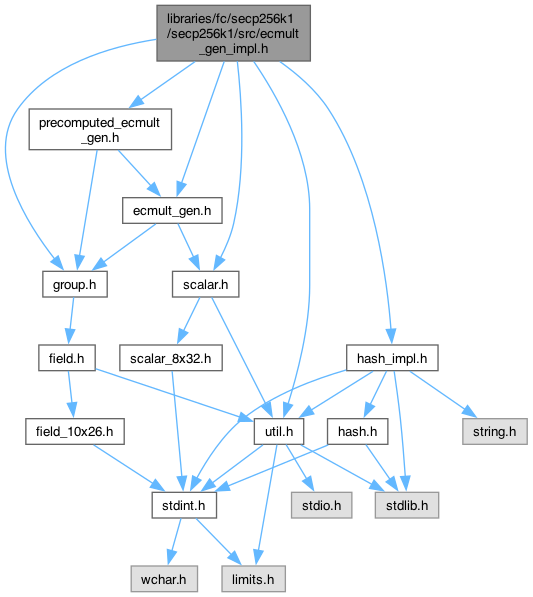 libraries/fc/secp256k1
/secp256k1/src/ecmult
_gen_impl.h
precomputed_ecmult
_gen.h
ecmult_gen.h
group.h
scalar.h
field.h
scalar_8x32.h
hash_impl.h
field_10x26.h
util.h
hash.h
string.h
stdint.h
stdio.h
stdlib.h
wchar.h
limits.h